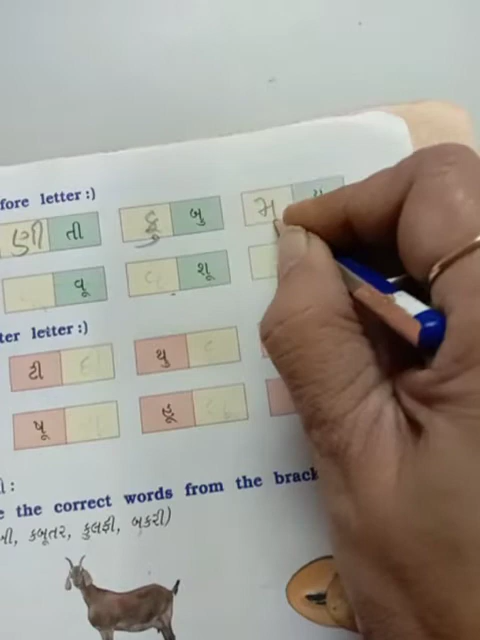 fore letter:)
ણી તી ફુ બુ મ
વૂ શૂ
ter letter:)
ટી થુ
ષૂ હૂ
e the correct words from the brack
કબૂતર, કુલફી, બકરી)